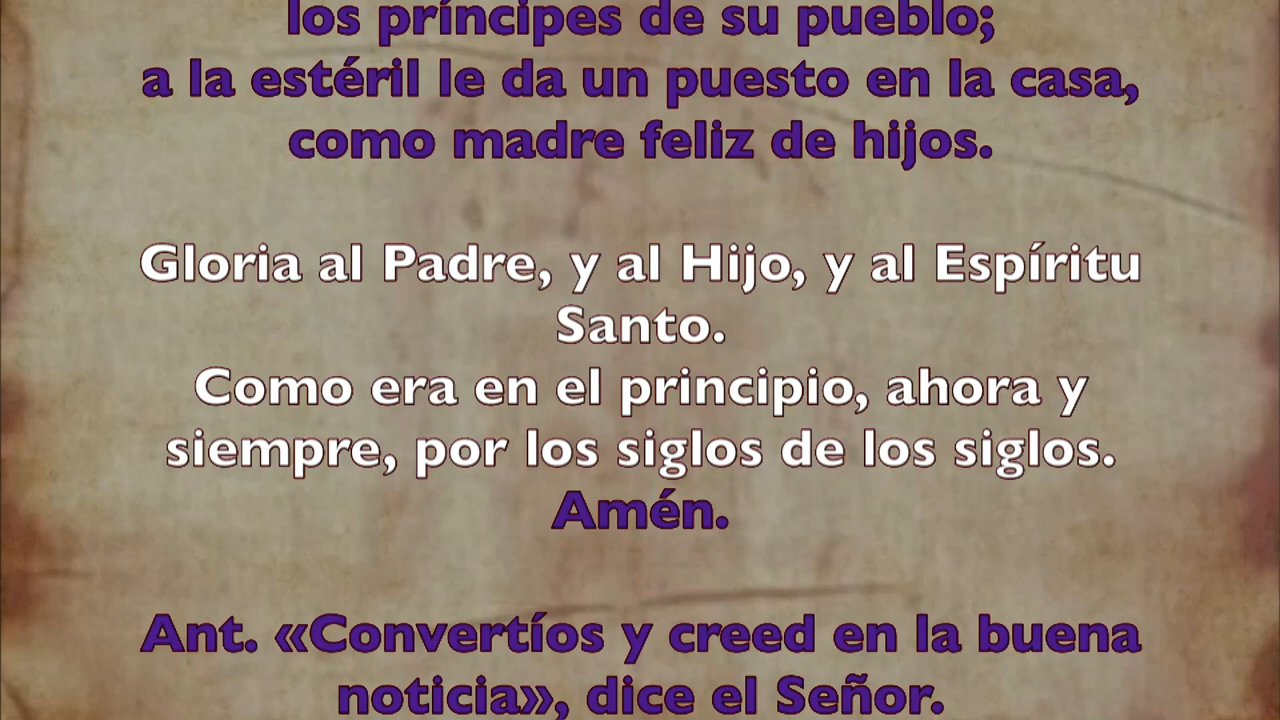 los príncipes de su pueblo;
a la estéril le da un puesto en la casa,
como madre feliz de hijos.
Gloria al Padre, y al Hijo, y al Espíritu
Santo.
Como era en el principio, ahora y
siempre, por los siglos de los siglos.
Amén.
Ant. «Convertíos y creed en la buena
noticia», dice el Señor.